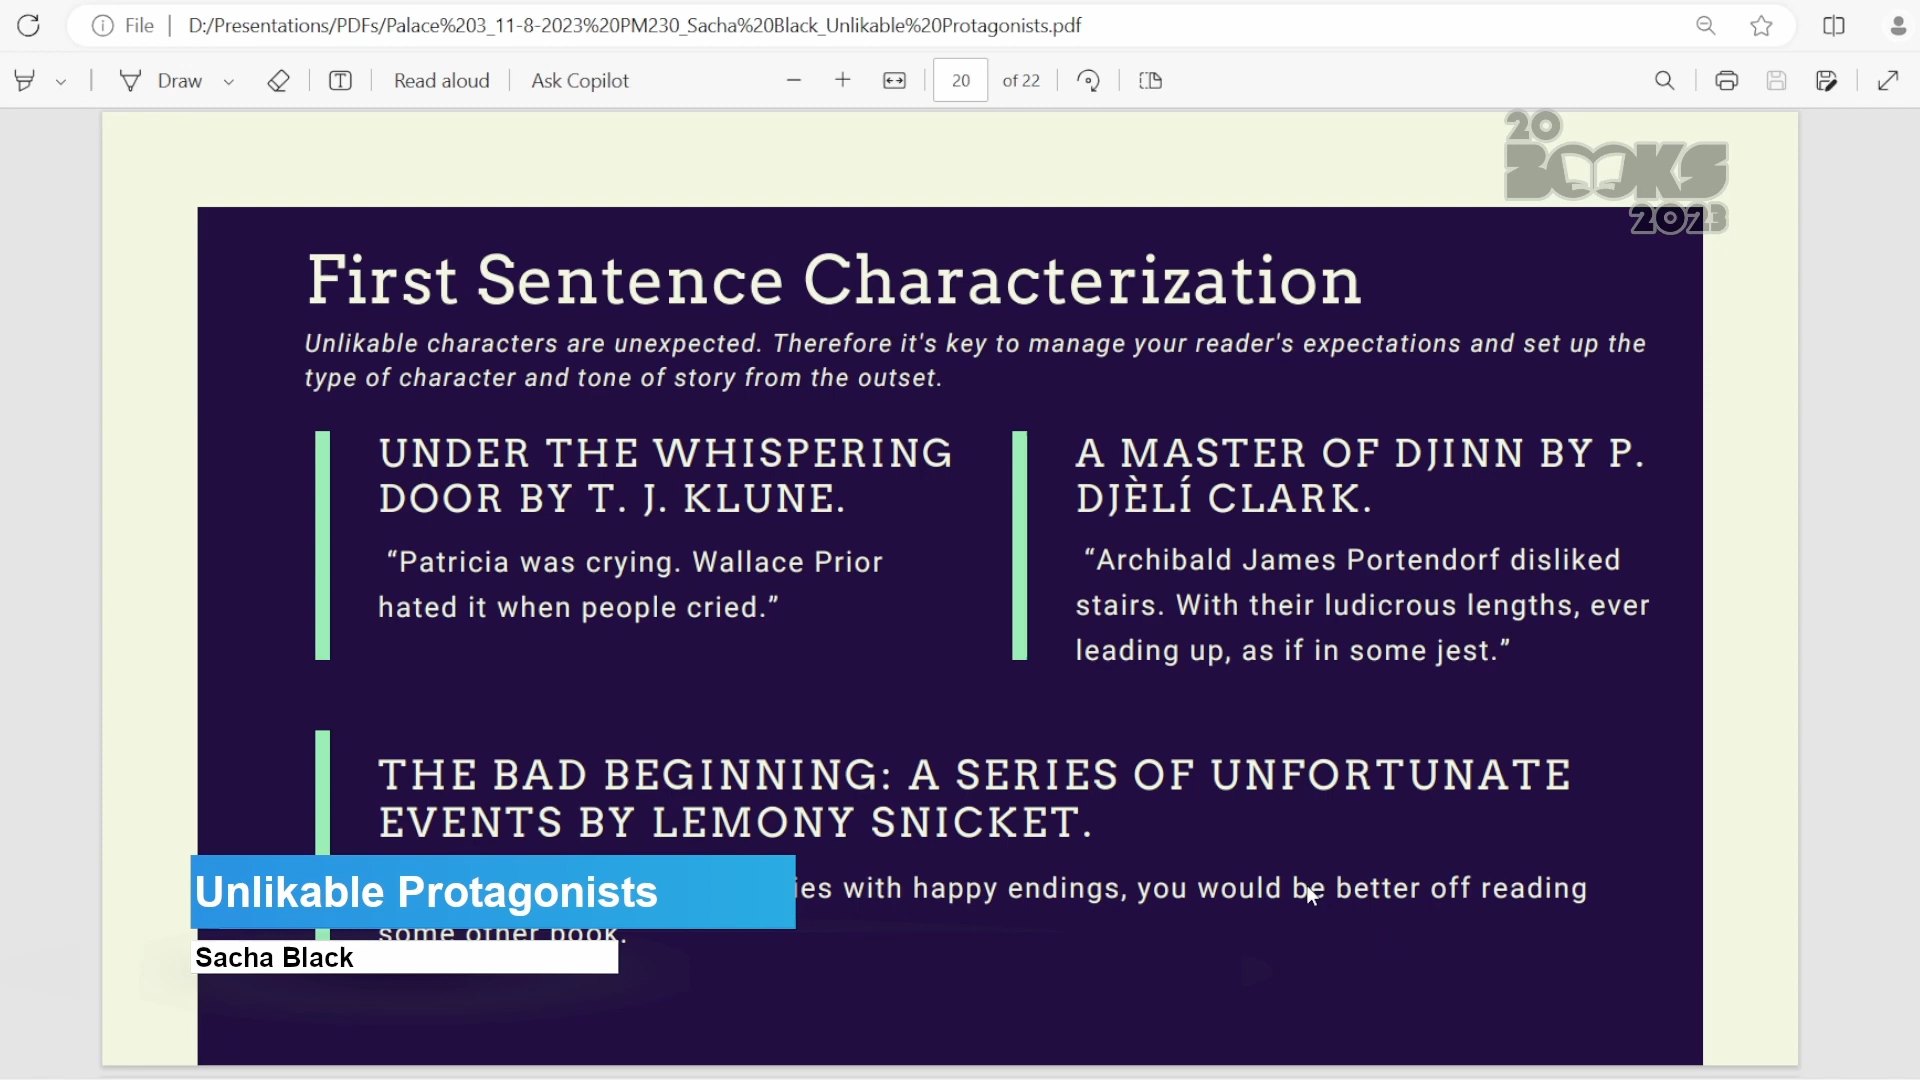 File
D:/Presentations/PDFs/Palace%203_11-8-2023%20PM230_Sacha%20Black_Unlikable%20Protagonists.pdf
Draw
Read aloud
Ask Copilot
20 of 22
20
BOOKS
2023
First Sentence Characterization
Unlikable characters are unexpected. Therefore it's key to manage your reader's expectations and set up the
type of character and tone of story from the outset.
UNDER THE WHISPERING
DOOR BY T. J. KLUNE.
“Patricia was crying. Wallace Prior
hated it when people cried.”
A MASTER OF DJINN BY P.
DJÈLÍ CLARK.
“Archibald James Portendorf disliked
stairs. With their ludicrous lengths, ever
leading up, as if in some jest.”
THE BAD BEGINNING: A SERIES OF UNFORTUNATE
EVENTS BY LEMONY SNICKET.
ies with happy endings, you would be better off reading
some other book.
Unlikable Protagonists
Sacha Black